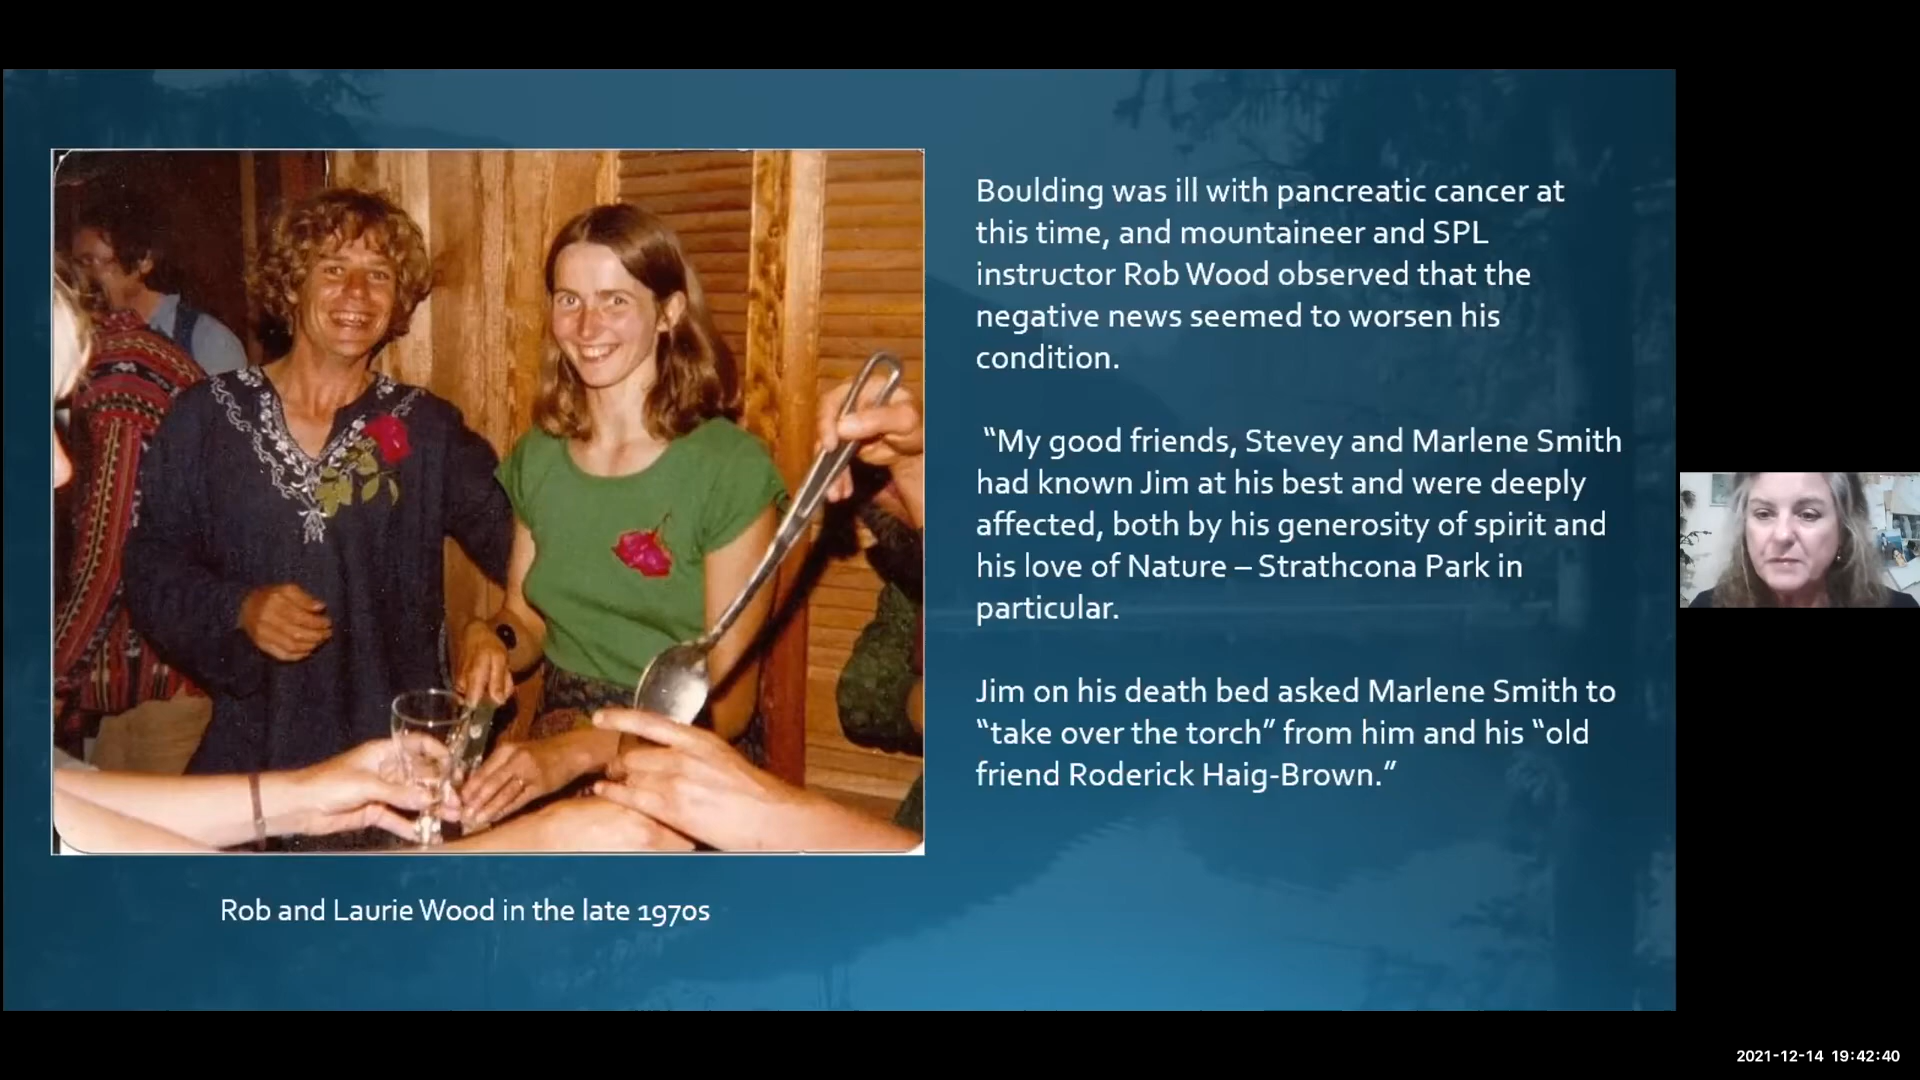 Boulding was ill with pancreatic cancer at
this time, and mountaineer and SPL
instructor Rob Wood observed that the
negative news seemed to worsen his
condition.
“My good friends, Stevey and Marlene Smith
had known Jim at his best and were deeply
affected, both by his generosity of spirit and
his love of Nature – Strathcona Park in
particular.
Jim on his death bed asked Marlene Smith to
“take over the torch” from him and his “old
friend Roderick Haig-Brown.”
Rob and Laurie Wood in the late 1970s
2021-12-14 19:42:40